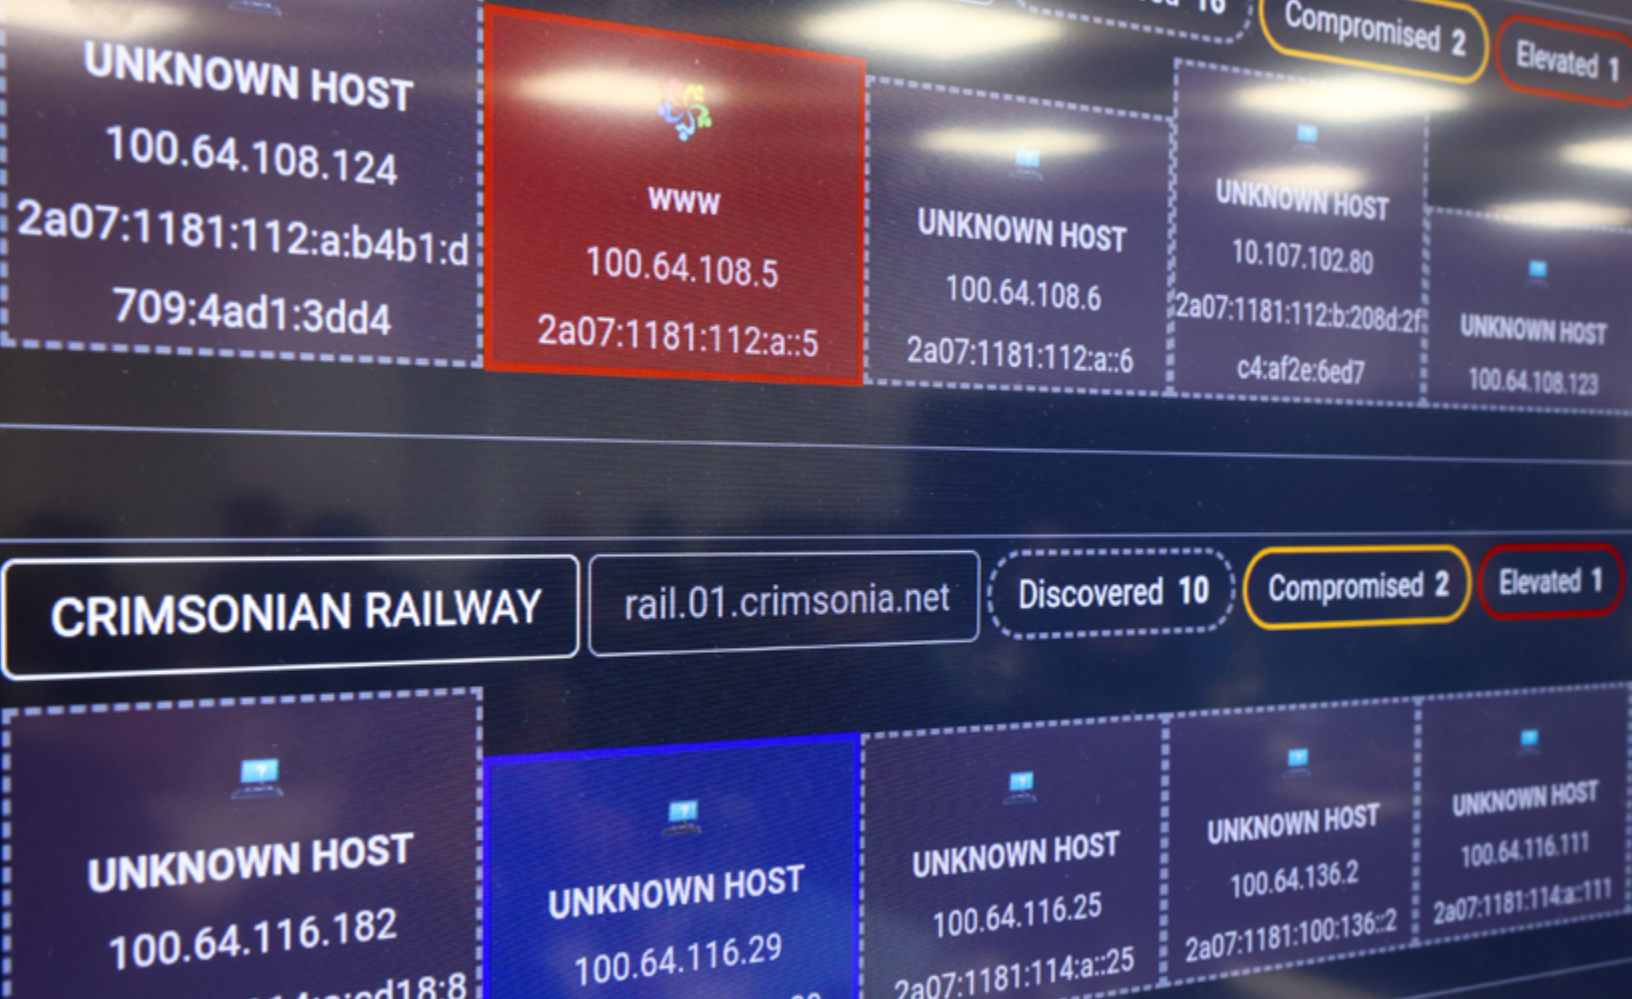 16
Compromised 2
Elevated 1
UNKNOWN HOST
100.64.108.124
2a07:1181:112:a:b4b1:d
709:4ad1:3dd4
www
100.64.108.5
2a07:1181:112:a::5
UNKNOWN HOST
100.64.108.6
2a07:1181:112:a::6
UNKNOWN HOST
10.107.102.80
2a07:1181:112:b:208d:2f
c4:af2e:6ed7
UNKNOWN HOST
100.64.108.123
CRIMSONIAN RAILWAY
rail.01.crimsonia.net
Discovered 10
Compromised 2
Elevated 1
UNKNOWN HOST
100.64.116.182
UNKNOWN HOST
100.64.116.29
UNKNOWN HOST
100.64.116.25
2a07:1181:114:a::25
UNKNOWN HOST
100.64.136.2
2a07:1181:100:136::2
UNKNOWN HOST
100.64.116.111
2a07:1181:114:a::111